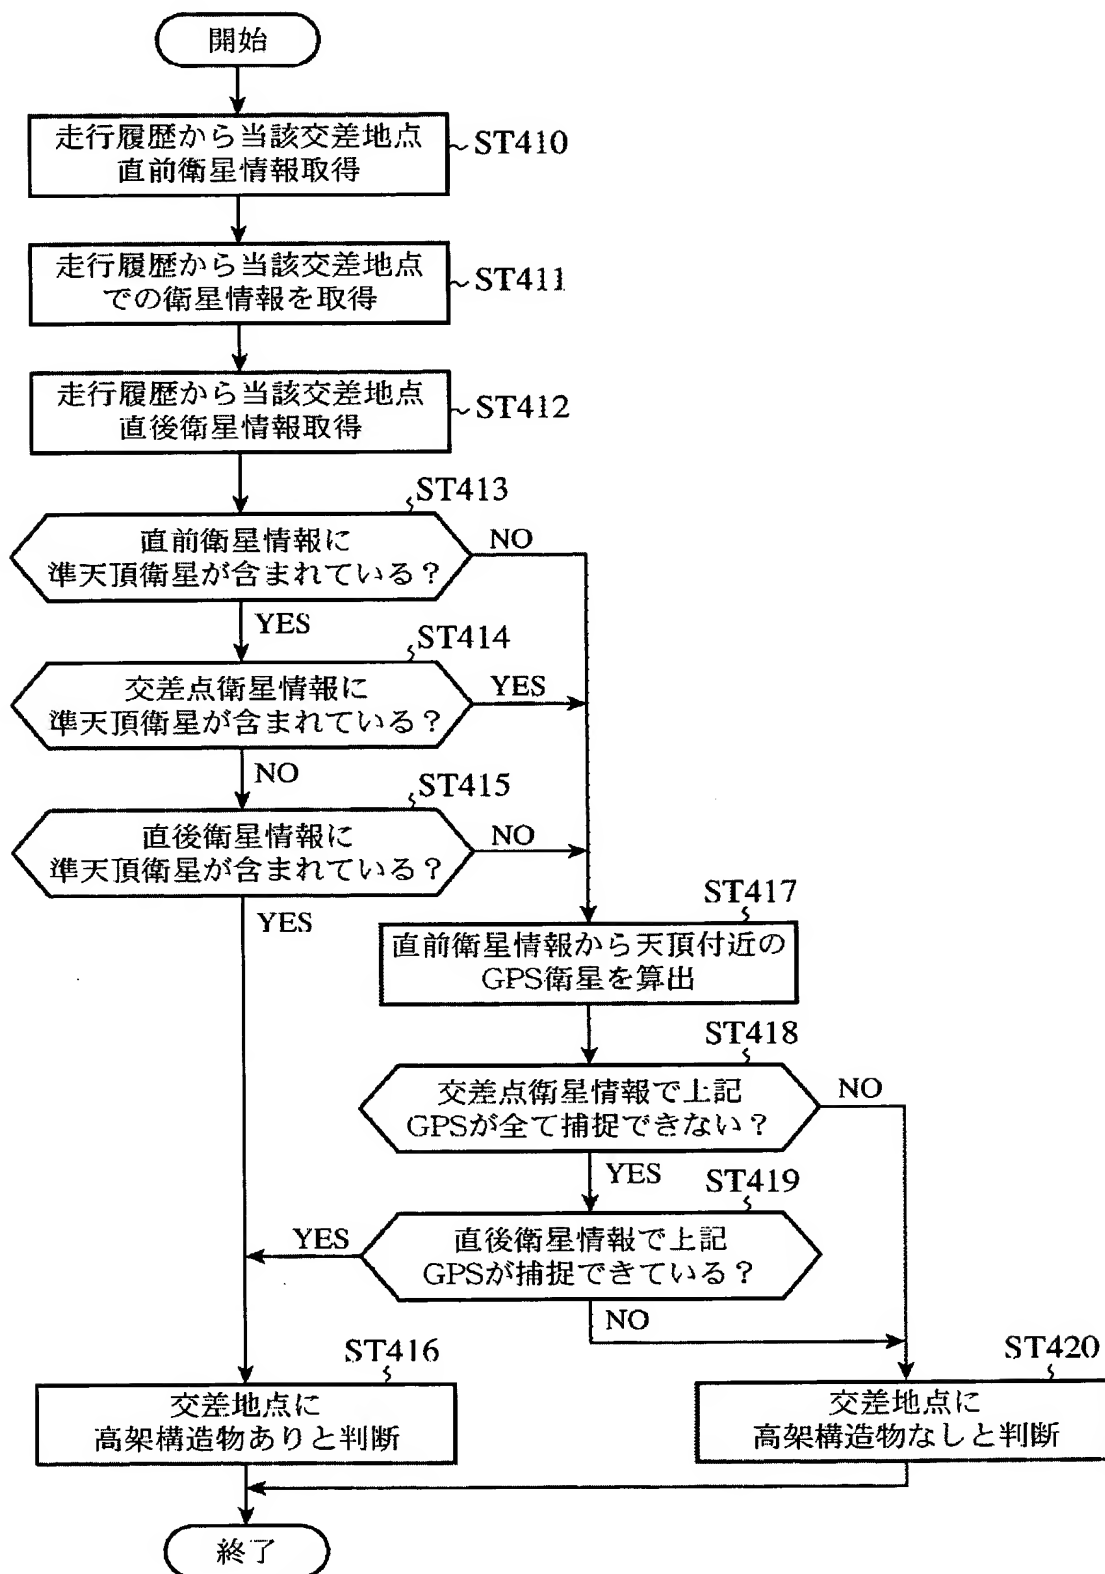 開始
走行履歴から当該交差地点
直前衛星情報取得
ST410
走行履歴から当該交差地点
での衛星情報を取得
ST411
走行履歴から当該交差地点
直後衛星情報取得
ST412
ST413
直前衛星情報に
準天頂衛星が含まれている？
NO
YES
ST414
交差点衛星情報に
準天頂衛星が含まれている？
YES
NO
ST415
直後衛星情報に
準天頂衛星が含まれている？
NO
YES
ST417
直前衛星情報から天頂付近の
GPS衛星を算出
ST418
交差点衛星情報で上記
GPSが全て捕捉できない？
NO
YES
ST419
直後衛星情報で上記
GPSが捕捉できている？
YES
NO
ST416
交差地点に
高架構造物ありと判断
ST420
交差地点に
高架構造物なしと判断
終了